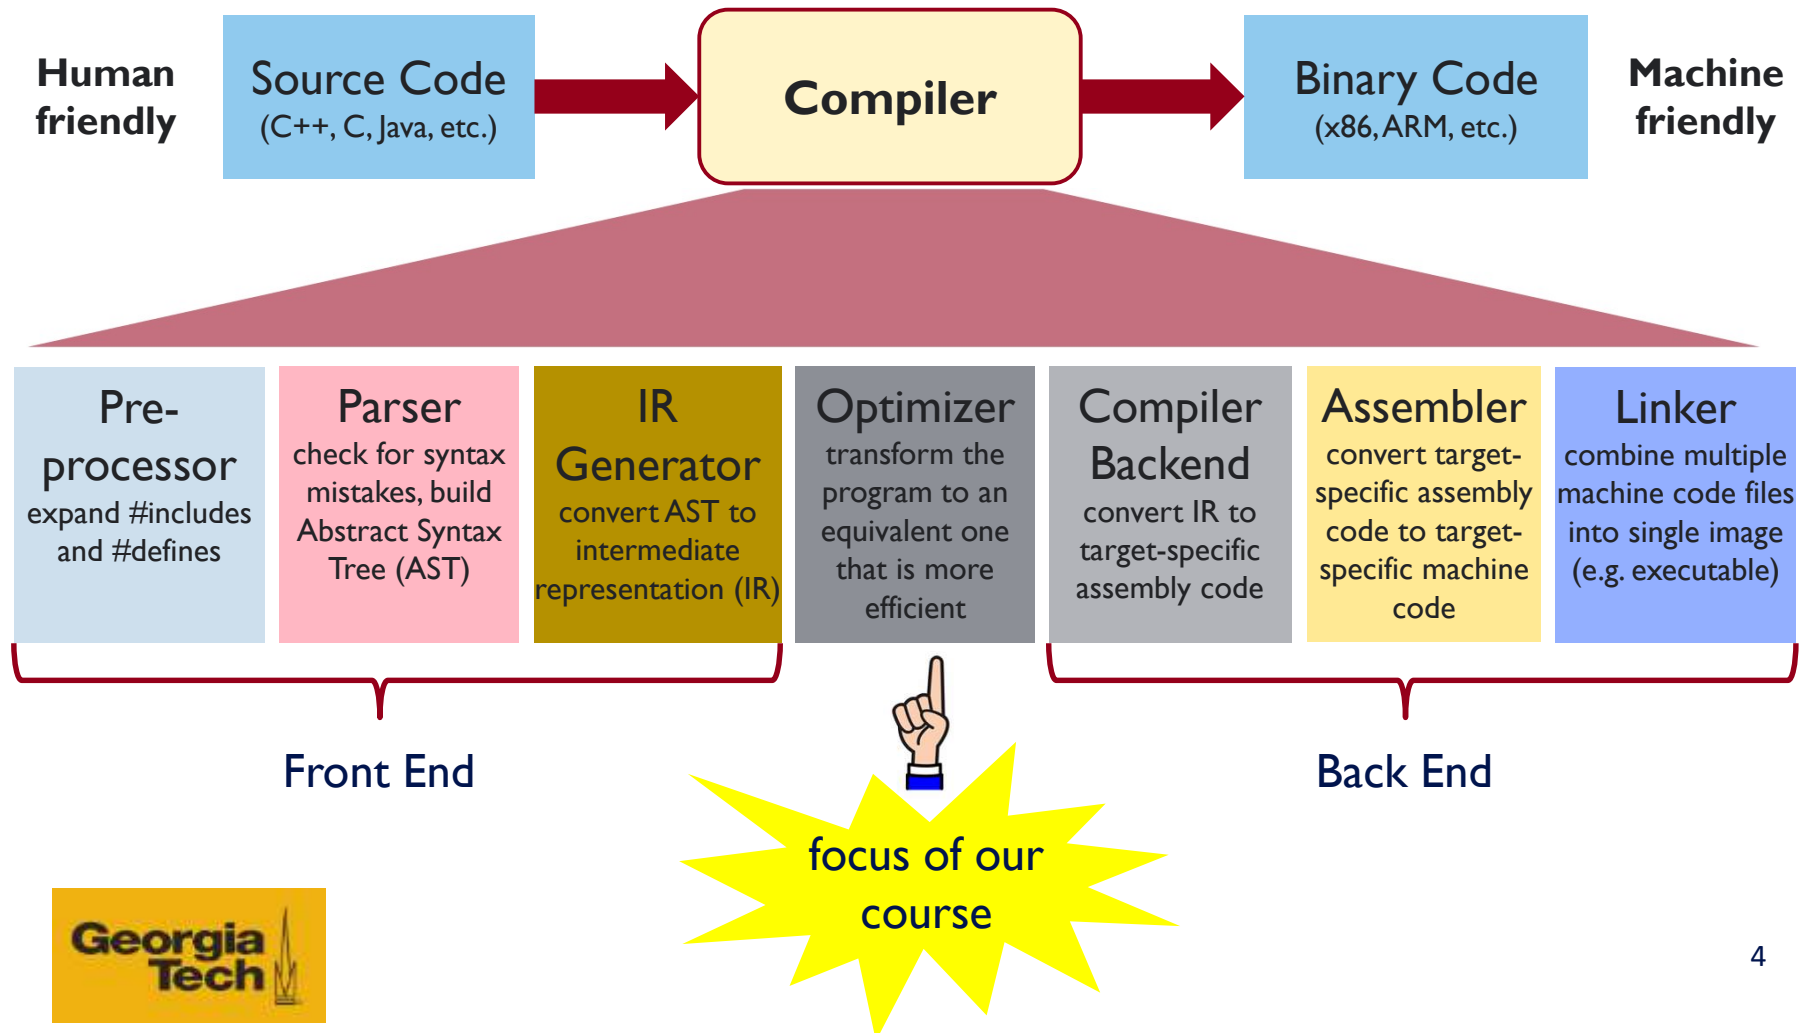 Human
friendly
Source Code
(C++, C, Java, etc.)
Compiler
Binary Code
(x86, ARM, etc.)
Machine
friendly
Pre-
processor
expand #includes
and #defines
Parser
check for syntax
mistakes, build
Abstract Syntax
Tree (AST)
IR
Generator
convert AST to
intermediate
representation (IR)
Optimizer
transform the
program to an
equivalent one
that is more
efficient
Compiler
Backend
convert IR to
target-specific
assembly code
Assembler
convert target-
specific assembly
code to target-
specific machine
code
Linker
combine multiple
machine code files
into single image
(e.g. executable)
Front End
Back End
focus of our
course
Georgia
Tech
4